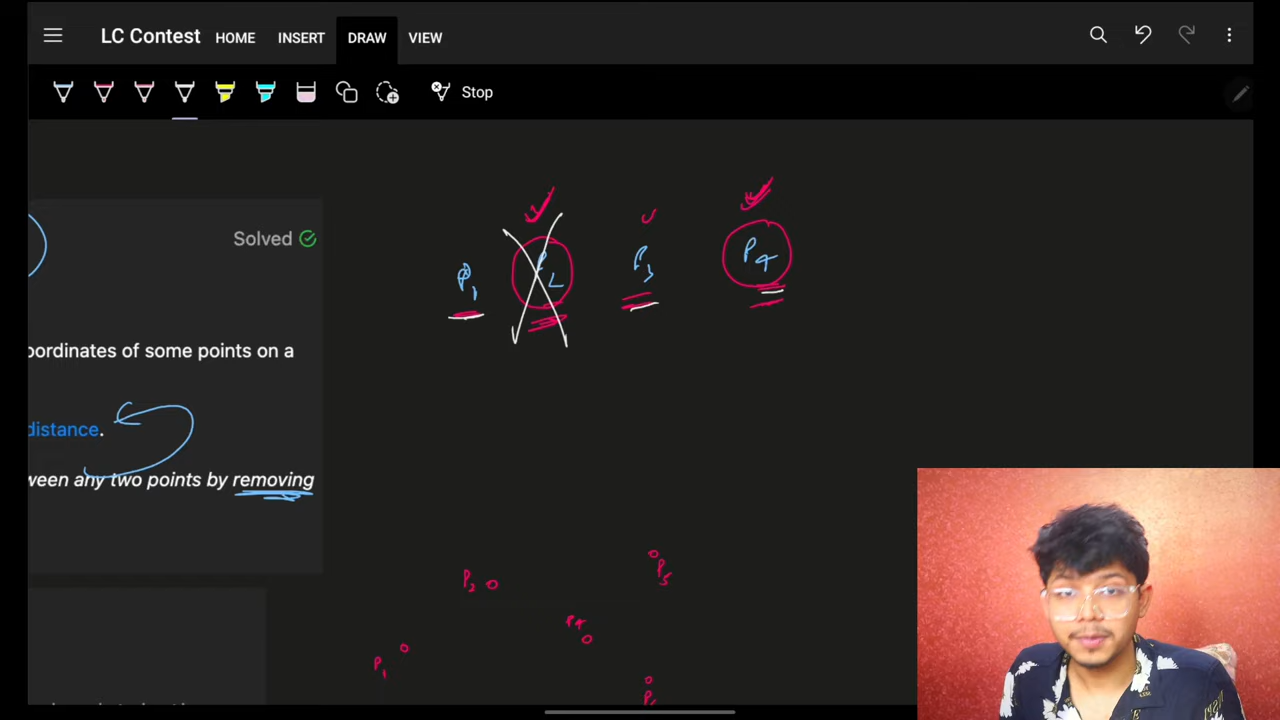 LC Contest HOME INSERT DRAW VIEW
Stop
Solved
P1 P2 P3 P4
oordinates of some points on a
distance.
ween any two points by removing
P5
P2
P4
P1